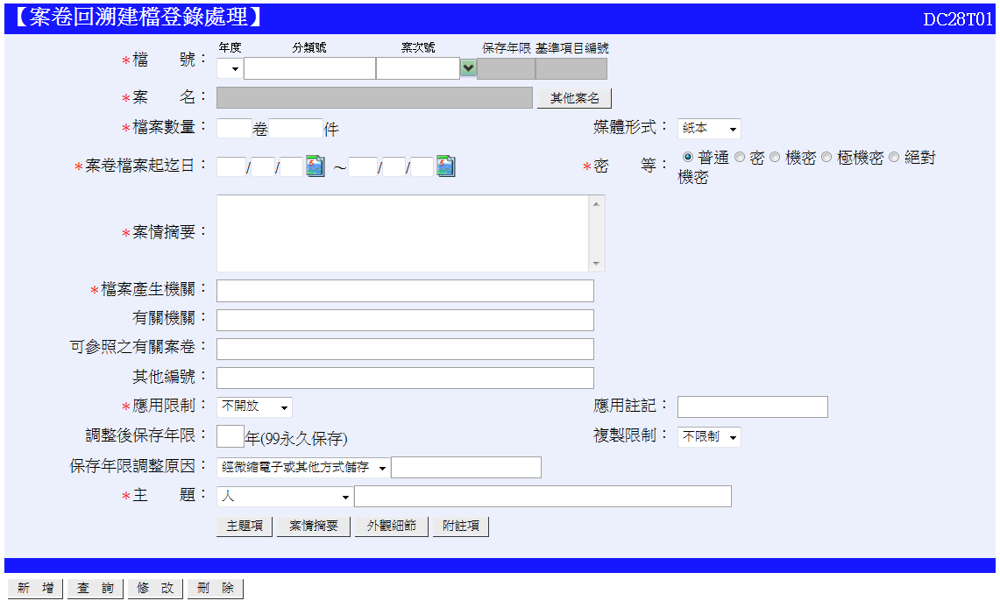 【案卷回溯建檔登錄處理】 DC28T01
年度 分類號 案次號 保存年限 基準項目編號
*檔 號：
*案 名： 其他案名
*檔案數量： 卷 件 媒體形式： 紙本
*案卷檔案起迄日： / / ～ / / *密 等： 普通 密 機密 極機密 絕對
機密
*案情摘要：
*檔案產生機關：
有關機關：
可參照之有關案卷：
其他編號：
*應用限制： 不開放 應用註記：
調整後保存年限： 年(99永久保存) 複製限制： 不限制
保存年限調整原因： 經微縮電子或其他方式儲存
*主 題： 人
主題項 案情摘要 外觀細節 附註項
新 增 查 詢 修 改 刪 除